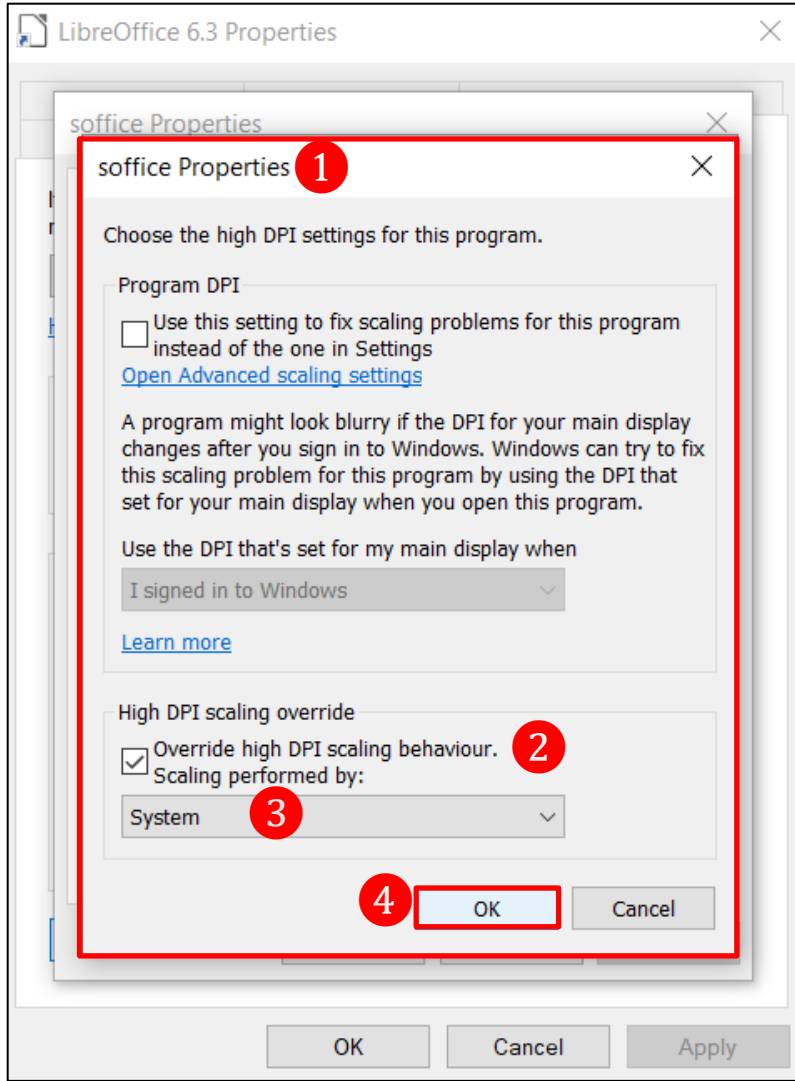 LibreOffice 6.3 Properties
soffice Properties
soffice Properties 1
Choose the high DPI settings for this program.
Program DPI
Use this setting to fix scaling problems for this program
instead of the one in Settings
Open Advanced scaling settings
A program might look blurry if the DPI for your main display
changes after you sign in to Windows. Windows can try to fix
this scaling problem for this program by using the DPI that
set for your main display when you open this program.
Use the DPI that's set for my main display when
I signed in to Windows
Learn more
High DPI scaling override
Override high DPI scaling behaviour. 2
Scaling performed by:
System 3
4 OK Cancel
OK Cancel Apply